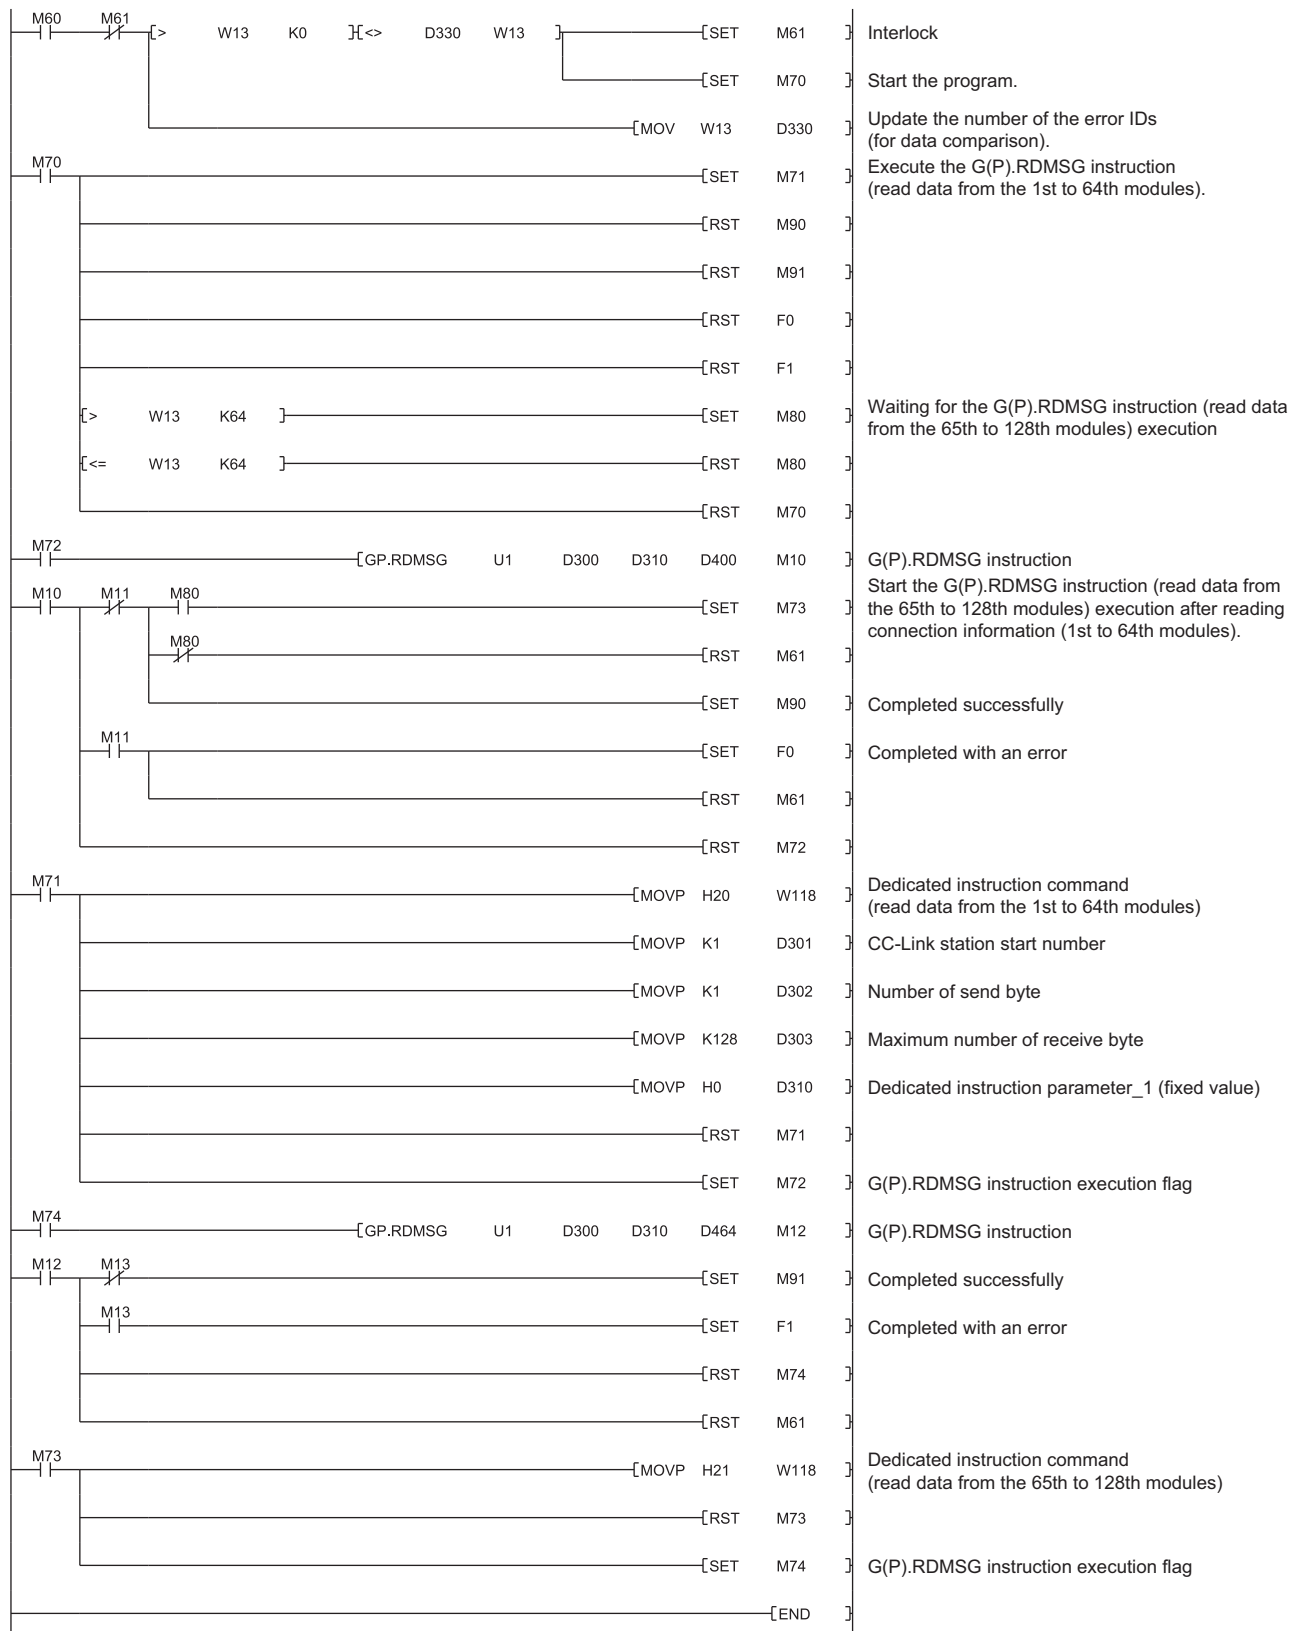 M60 M61 [> W13 K0 ][<> D330 W13 ] [SET M61 ] Interlock
[SET M70 ] Start the program.
[MOV W13 D330 ] Update the number of the error IDs
(for data comparison).
M70 [SET M71 ] Execute the G(P).RDMSG instruction
(read data from the 1st to 64th modules).
[RST M90 ]
[RST M91 ]
[RST F0 ]
[RST F1 ]
[> W13 K64 ] [SET M80 ] Waiting for the G(P).RDMSG instruction (read data
from the 65th to 128th modules) execution
[<= W13 K64 ] [RST M80 ]
[RST M70 ]
M72 [GP.RDMSG U1 D300 D310 D400 M10 ] G(P).RDMSG instruction
M10 M11 M80 [SET M73 ] Start the G(P).RDMSG instruction (read data from
the 65th to 128th modules) execution after reading
connection information (1st to 64th modules).
M80 [RST M61 ]
[SET M90 ] Completed successfully
M11 [SET F0 ] Completed with an error
[RST M61 ]
[RST M72 ]
M71 [MOVP H20 W118 ] Dedicated instruction command
(read data from the 1st to 64th modules)
[MOVP K1 D301 ] CC-Link station start number
[MOVP K1 D302 ] Number of send byte
[MOVP K128 D303 ] Maximum number of receive byte
[MOVP H0 D310 ] Dedicated instruction parameter_1 (fixed value)
[RST M71 ]
[SET M72 ] G(P).RDMSG instruction execution flag
M74 [GP.RDMSG U1 D300 D310 D464 M12 ] G(P).RDMSG instruction
M12 M13 [SET M91 ] Completed successfully
M13 [SET F1 ] Completed with an error
[RST M74 ]
[RST M61 ]
M73 [MOVP H21 W118 ] Dedicated instruction command
(read data from the 65th to 128th modules)
[RST M73 ]
[SET M74 ] G(P).RDMSG instruction execution flag
[END ]